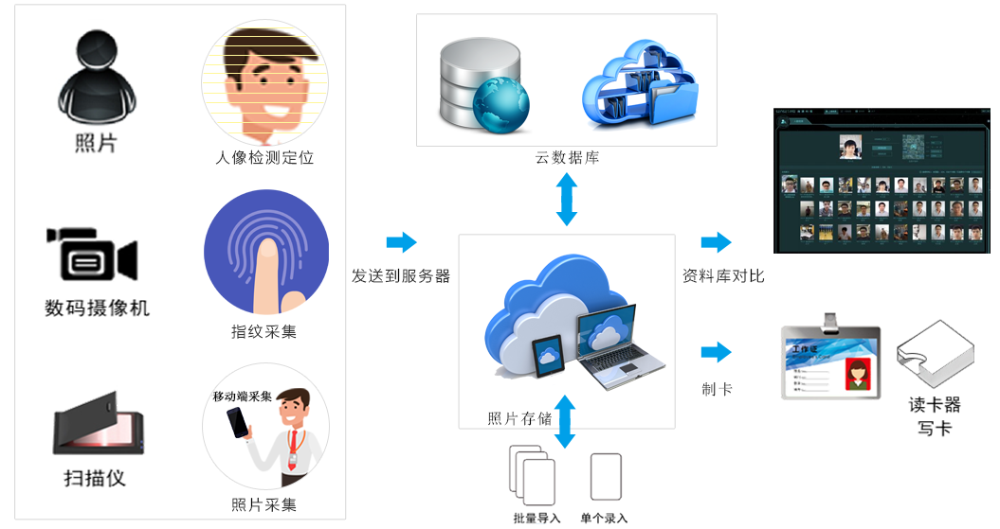 照片
人像检测定位
数码摄像机
指纹采集
扫描仪
移动端采集
照片采集
发送到服务器
云数据库
照片存储
批量导入
单个录入
资料库对比
制卡
工作证
读卡器
写卡